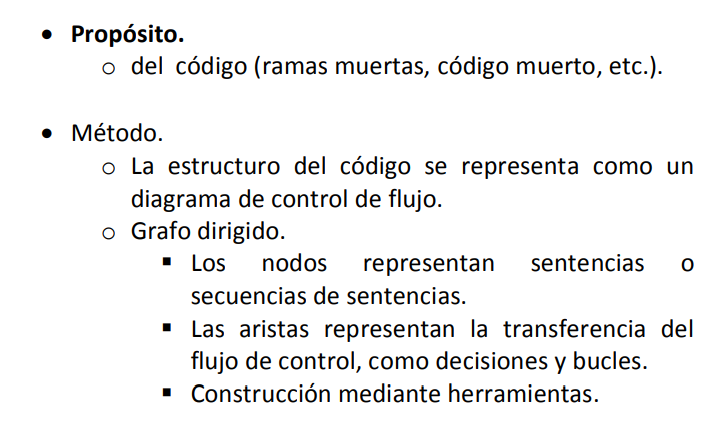 • Propósito.
o del código (ramas muertas, código muerto, etc.).
• Método.
o La estructuro del código se representa como un
diagrama de control de flujo.
o Grafo dirigido.
▪ Los nodos representan sentencias o
secuencias de sentencias.
▪ Las aristas representan la transferencia del
flujo de control, como decisiones y bucles.
▪ Construcción mediante herramientas.